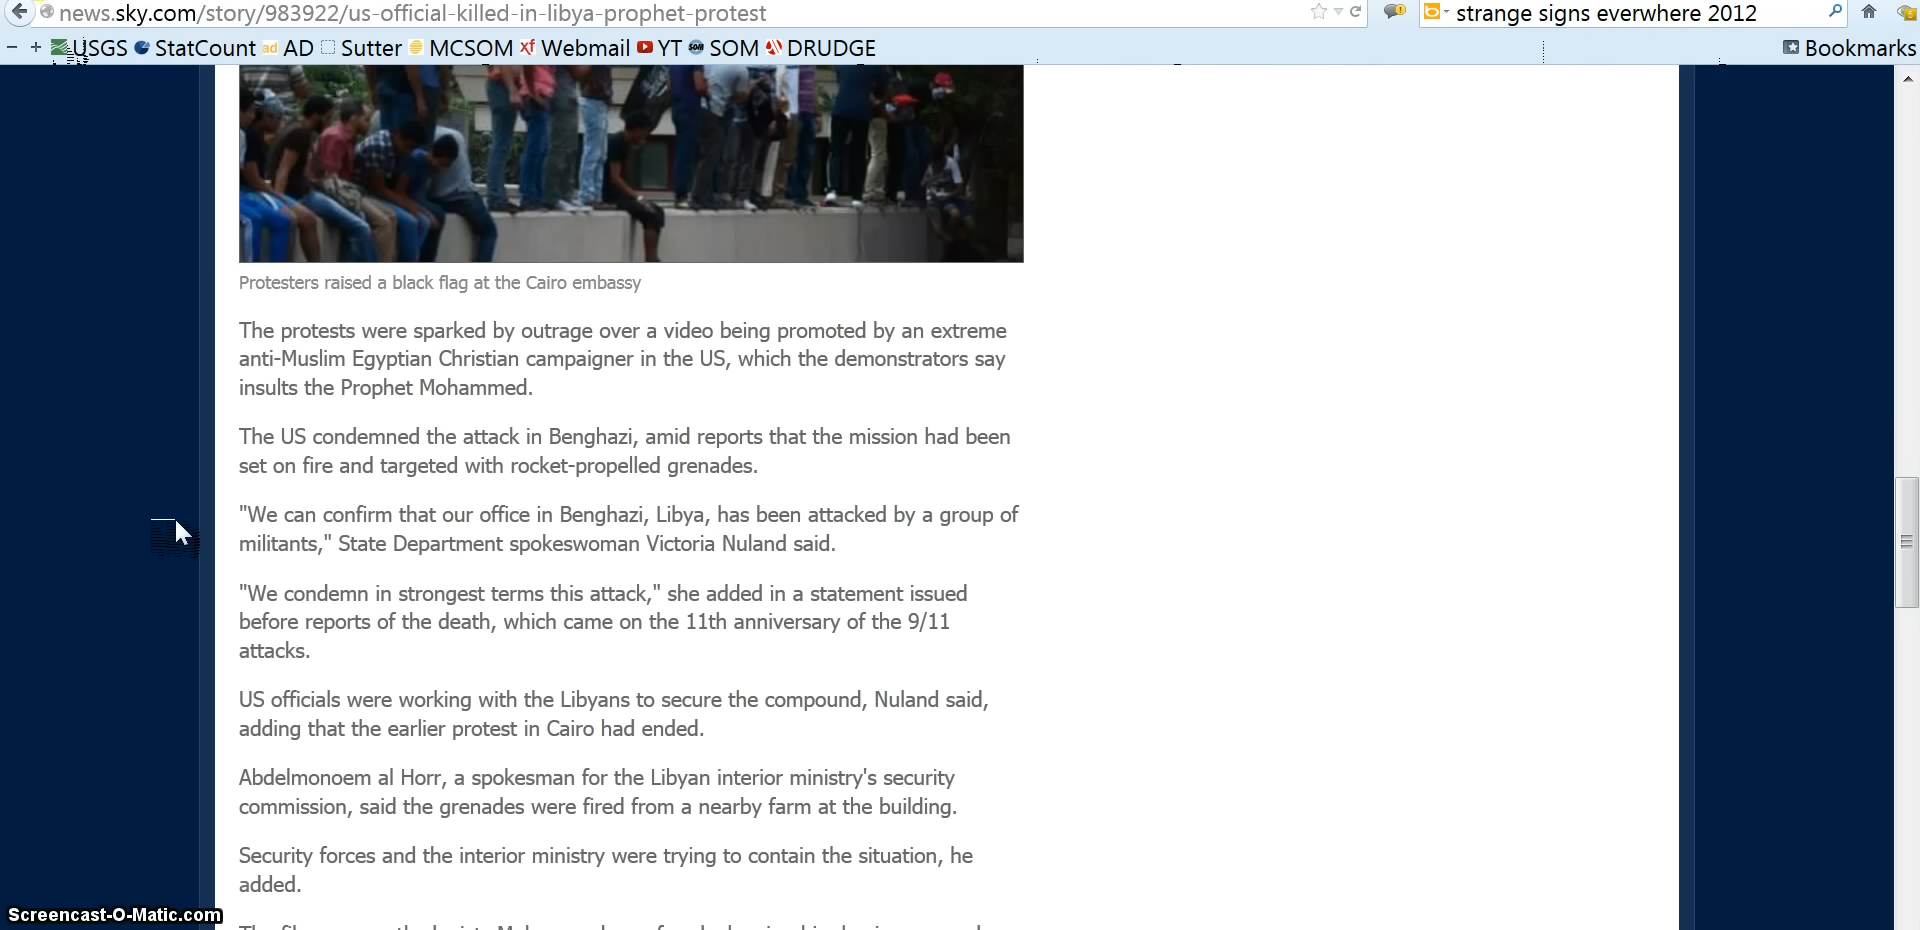 news.sky.com/story/983922/us-official-killed-in-libya-prophet-protest
strange signs everwhere 2012
USGS StatCount AD Sutter MCSOM Webmail YT SOM DRUDGE Bookmarks
Protesters raised a black flag at the Cairo embassy
The protests were sparked by outrage over a video being promoted by an extreme
anti-Muslim Egyptian Christian campaigner in the US, which the demonstrators say
insults the Prophet Mohammed.
The US condemned the attack in Benghazi, amid reports that the mission had been
set on fire and targeted with rocket-propelled grenades.
"We can confirm that our office in Benghazi, Libya, has been attacked by a group of
militants," State Department spokeswoman Victoria Nuland said.
"We condemn in strongest terms this attack," she added in a statement issued
before reports of the death, which came on the 11th anniversary of the 9/11
attacks.
US officials were working with the Libyans to secure the compound, Nuland said,
adding that the earlier protest in Cairo had ended.
Abdelmonoem al Horr, a spokesman for the Libyan interior ministry's security
commission, said the grenades were fired from a nearby farm at the building.
Security forces and the interior ministry were trying to contain the situation, he
added.
Screencast-O-Matic.com